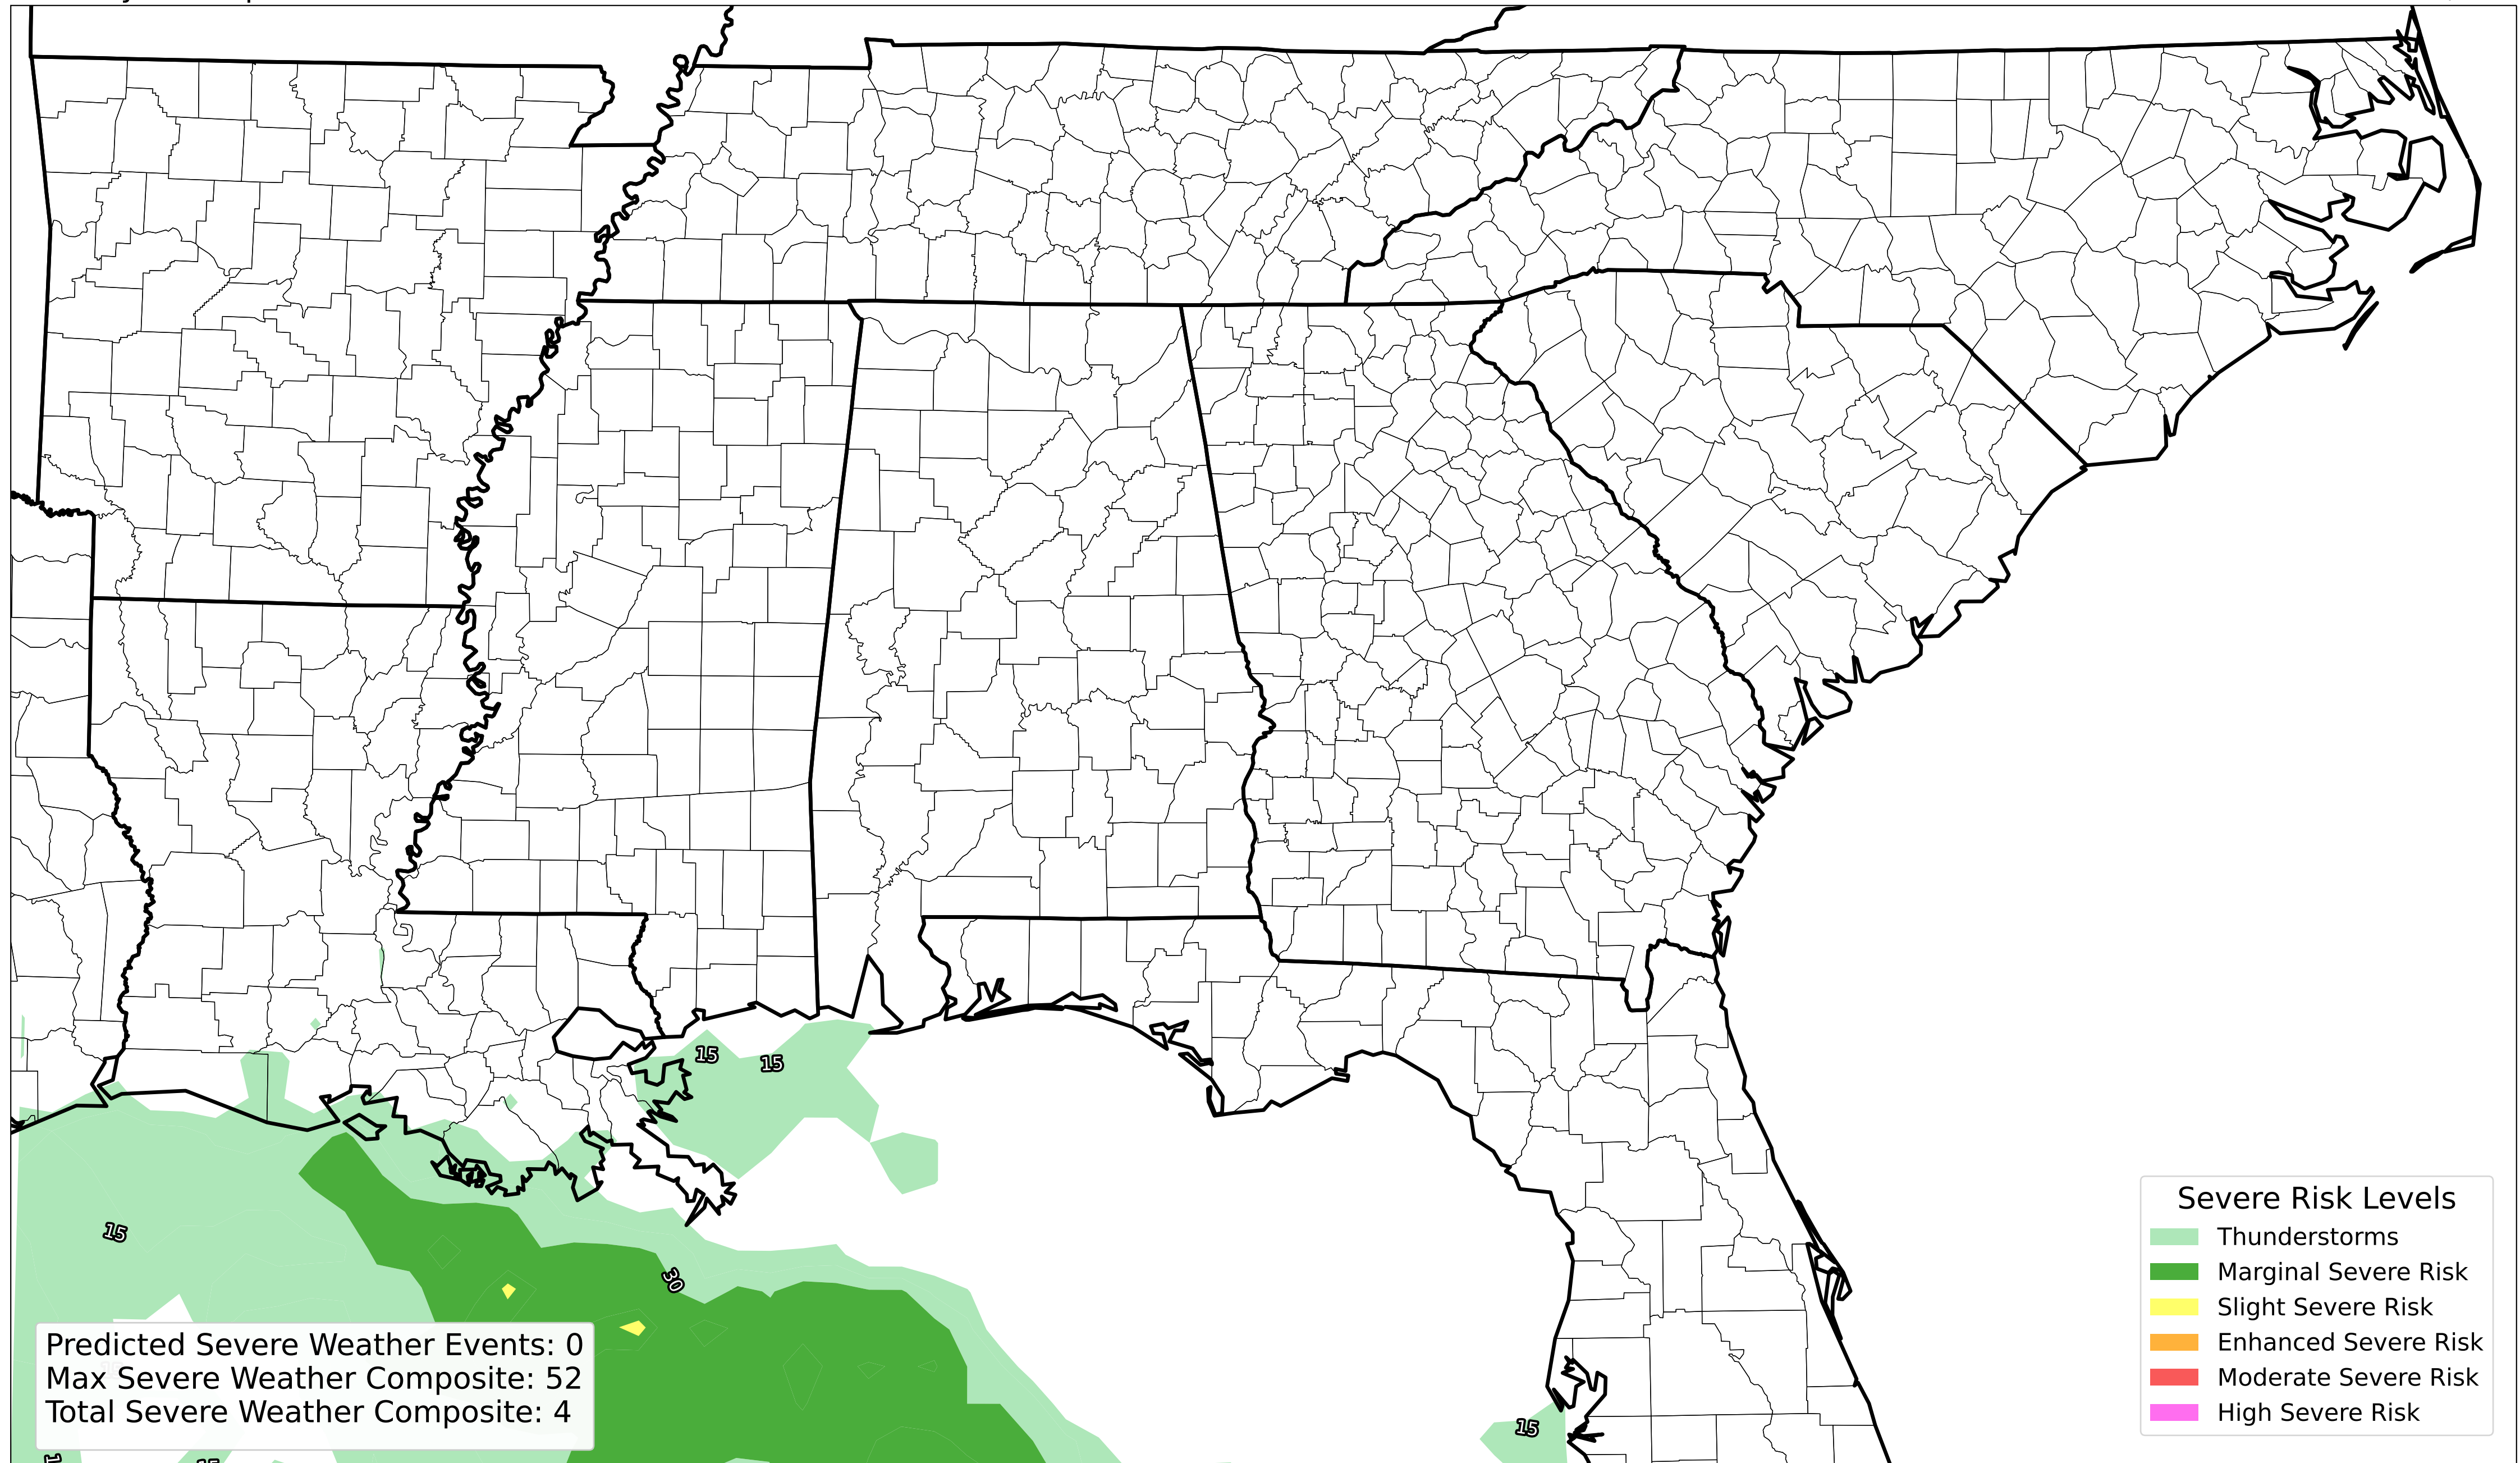 15
15
15
30
15
Severe Risk Levels
Thunderstorms
Marginal Severe Risk
Slight Severe Risk
Enhanced Severe Risk
Moderate Severe Risk
High Severe Risk
Predicted Severe Weather Events: 0
Max Severe Weather Composite: 52
Total Severe Weather Composite: 4